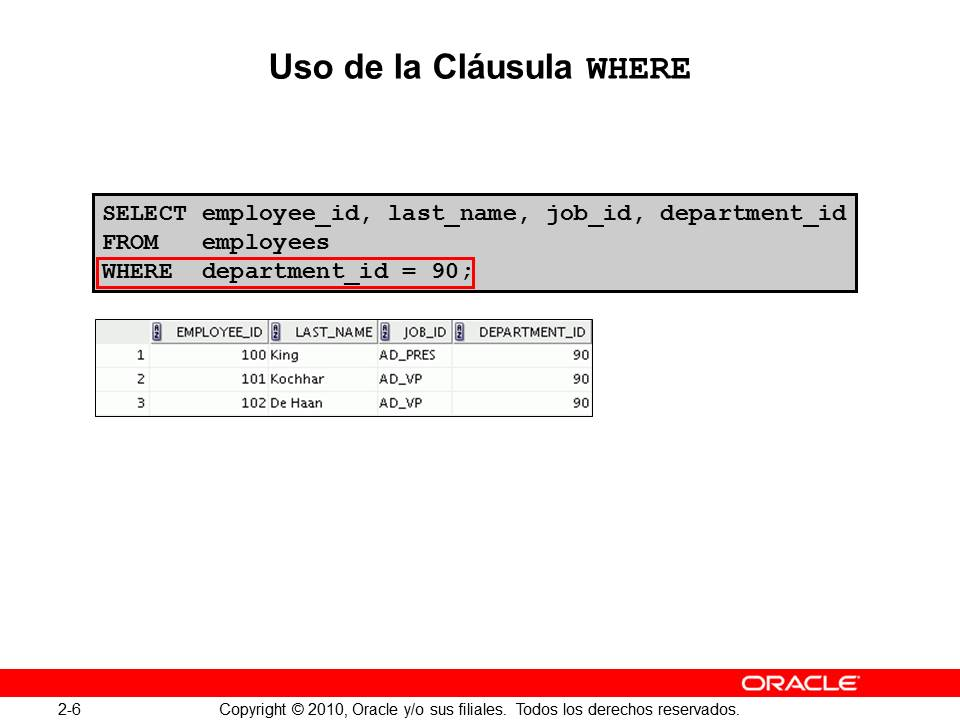 Uso de la Cláusula WHERE
SELECT employee_id, last_name, job_id, department_id
FROM employees
WHERE department_id = 90;
EMPLOYEE_ID LAST_NAME JOB_ID DEPARTMENT_ID
1 100 King AD_PRES 90
2 101 Kochhar AD_VP 90
3 102 De Haan AD_VP 90
ORACLE
2-6 Copyright © 2010, Oracle y/o sus filiales. Todos los derechos reservados.